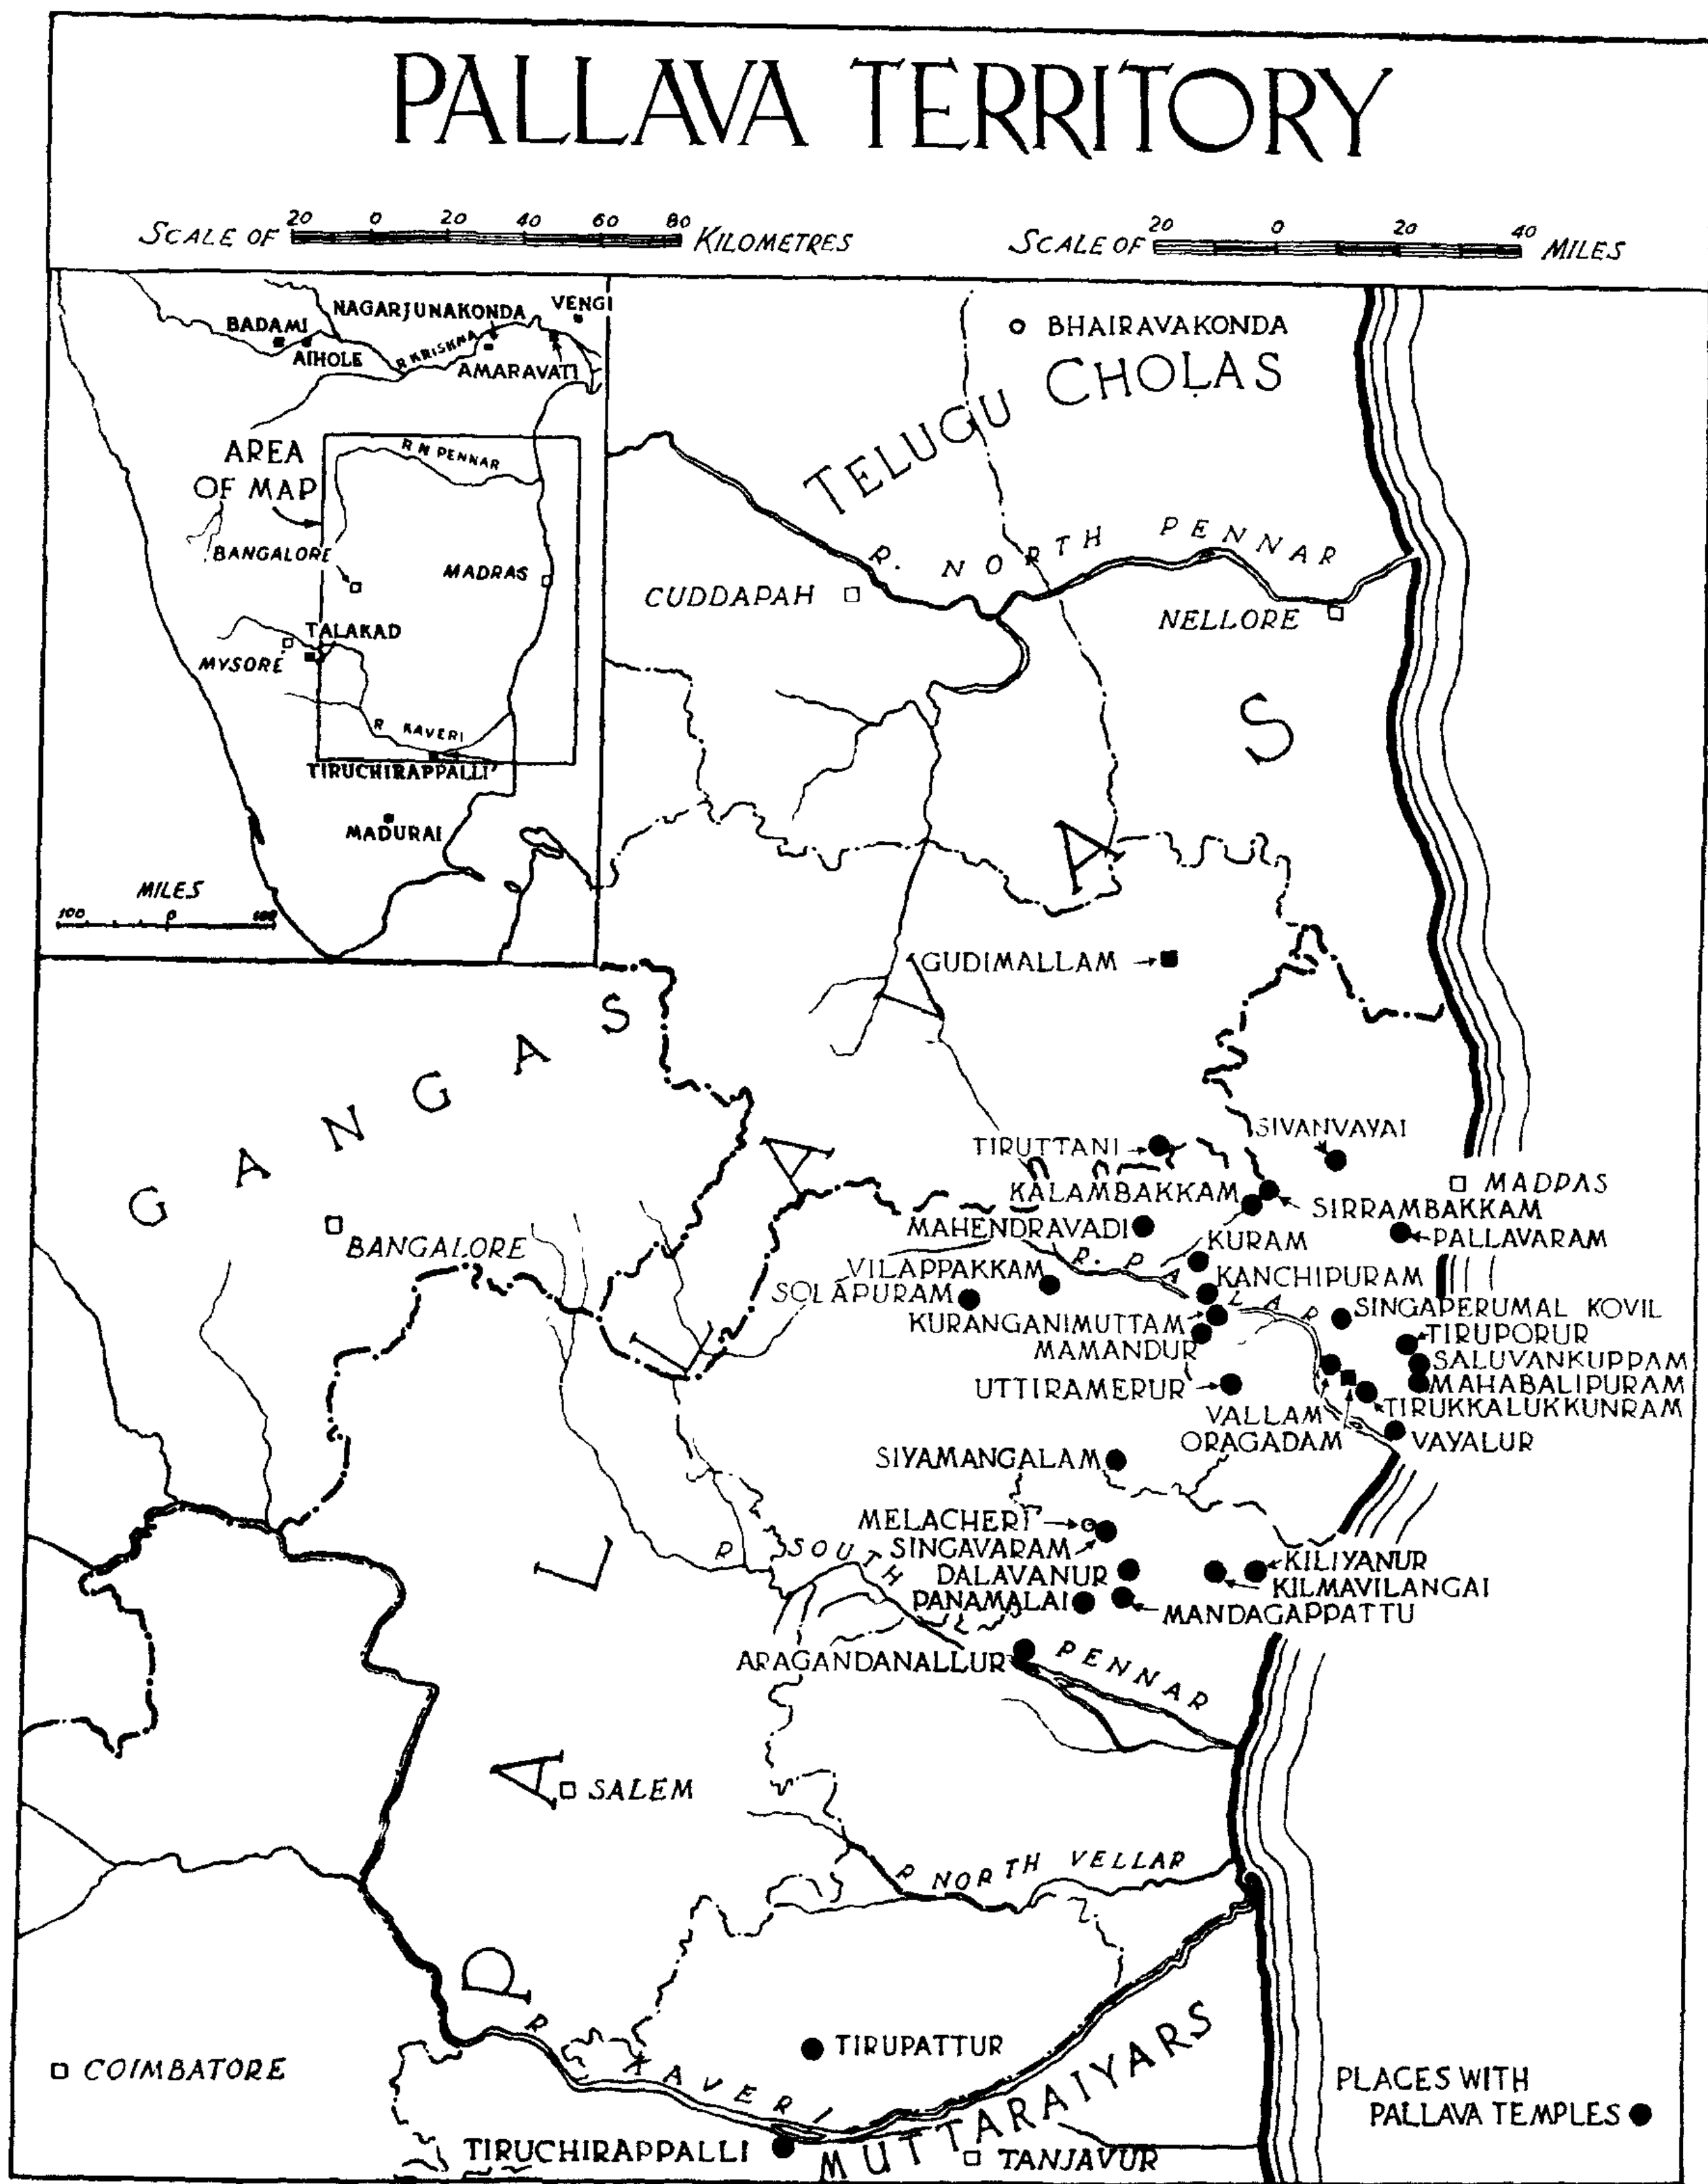 PALLAVA TERRITORY
SCALE OF 20 0 20 40 60 80 KILOMETRES
SCALE OF 20 0 20 40 MILES
NAGARJUNAKONDA
VENGI
BADAMI
AIHOLE
R KRISHNA
AMARAVATI
AREA
OF MAP
R N PENNAR
BANGALORE
MADRAS
TALAKAD
MYSORE
R KAVERI
TIRUCHIRAPPALLI
MADURAI
MILES
100 0 100
BHAIRAVAKONDA
TELUGU CHOLAS
R. NORTH PENNAR
CUDDAPAH
NELLORE
PALLAVAS
GUDIMALLAM
GANGAS
BANGALORE
TIRUTTANI
SIVANVAYAI
KALAMBAKKAM
MADRAS
SIRRAMBAKKAM
MAHENDRAVADI
PALLAVARAM
KURAM
R. PALAR
VILAPPAKKAM
KANCHIPURAM
SOLAPURAM
SINGAPERUMAL KOVIL
KURANGANIMUTTAM
TIRUPORUR
MAMANDUR
SALUVANKUPPAM
UTTIRAMERUR
MAHABALIPURAM
TIRUKKALUKKUNRAM
VALLAM
ORAGADAM
VAYALUR
SIYAMANGALAM
MELACHERI
SINGAVARAM
R SOUTH PENNAR
DALAVANUR
KILIYANUR
KILMAVILANGAI
PANAMALAI
MANDAGAPPATTU
ARAGANDANALLUR
SALEM
R NORTH VELLAR
TIRUPATTUR
R KAVERI
MUTTARAIYARS
COIMBATORE
TIRUCHIRAPPALLI
TANJAVUR
PLACES WITH
PALLAVA TEMPLES